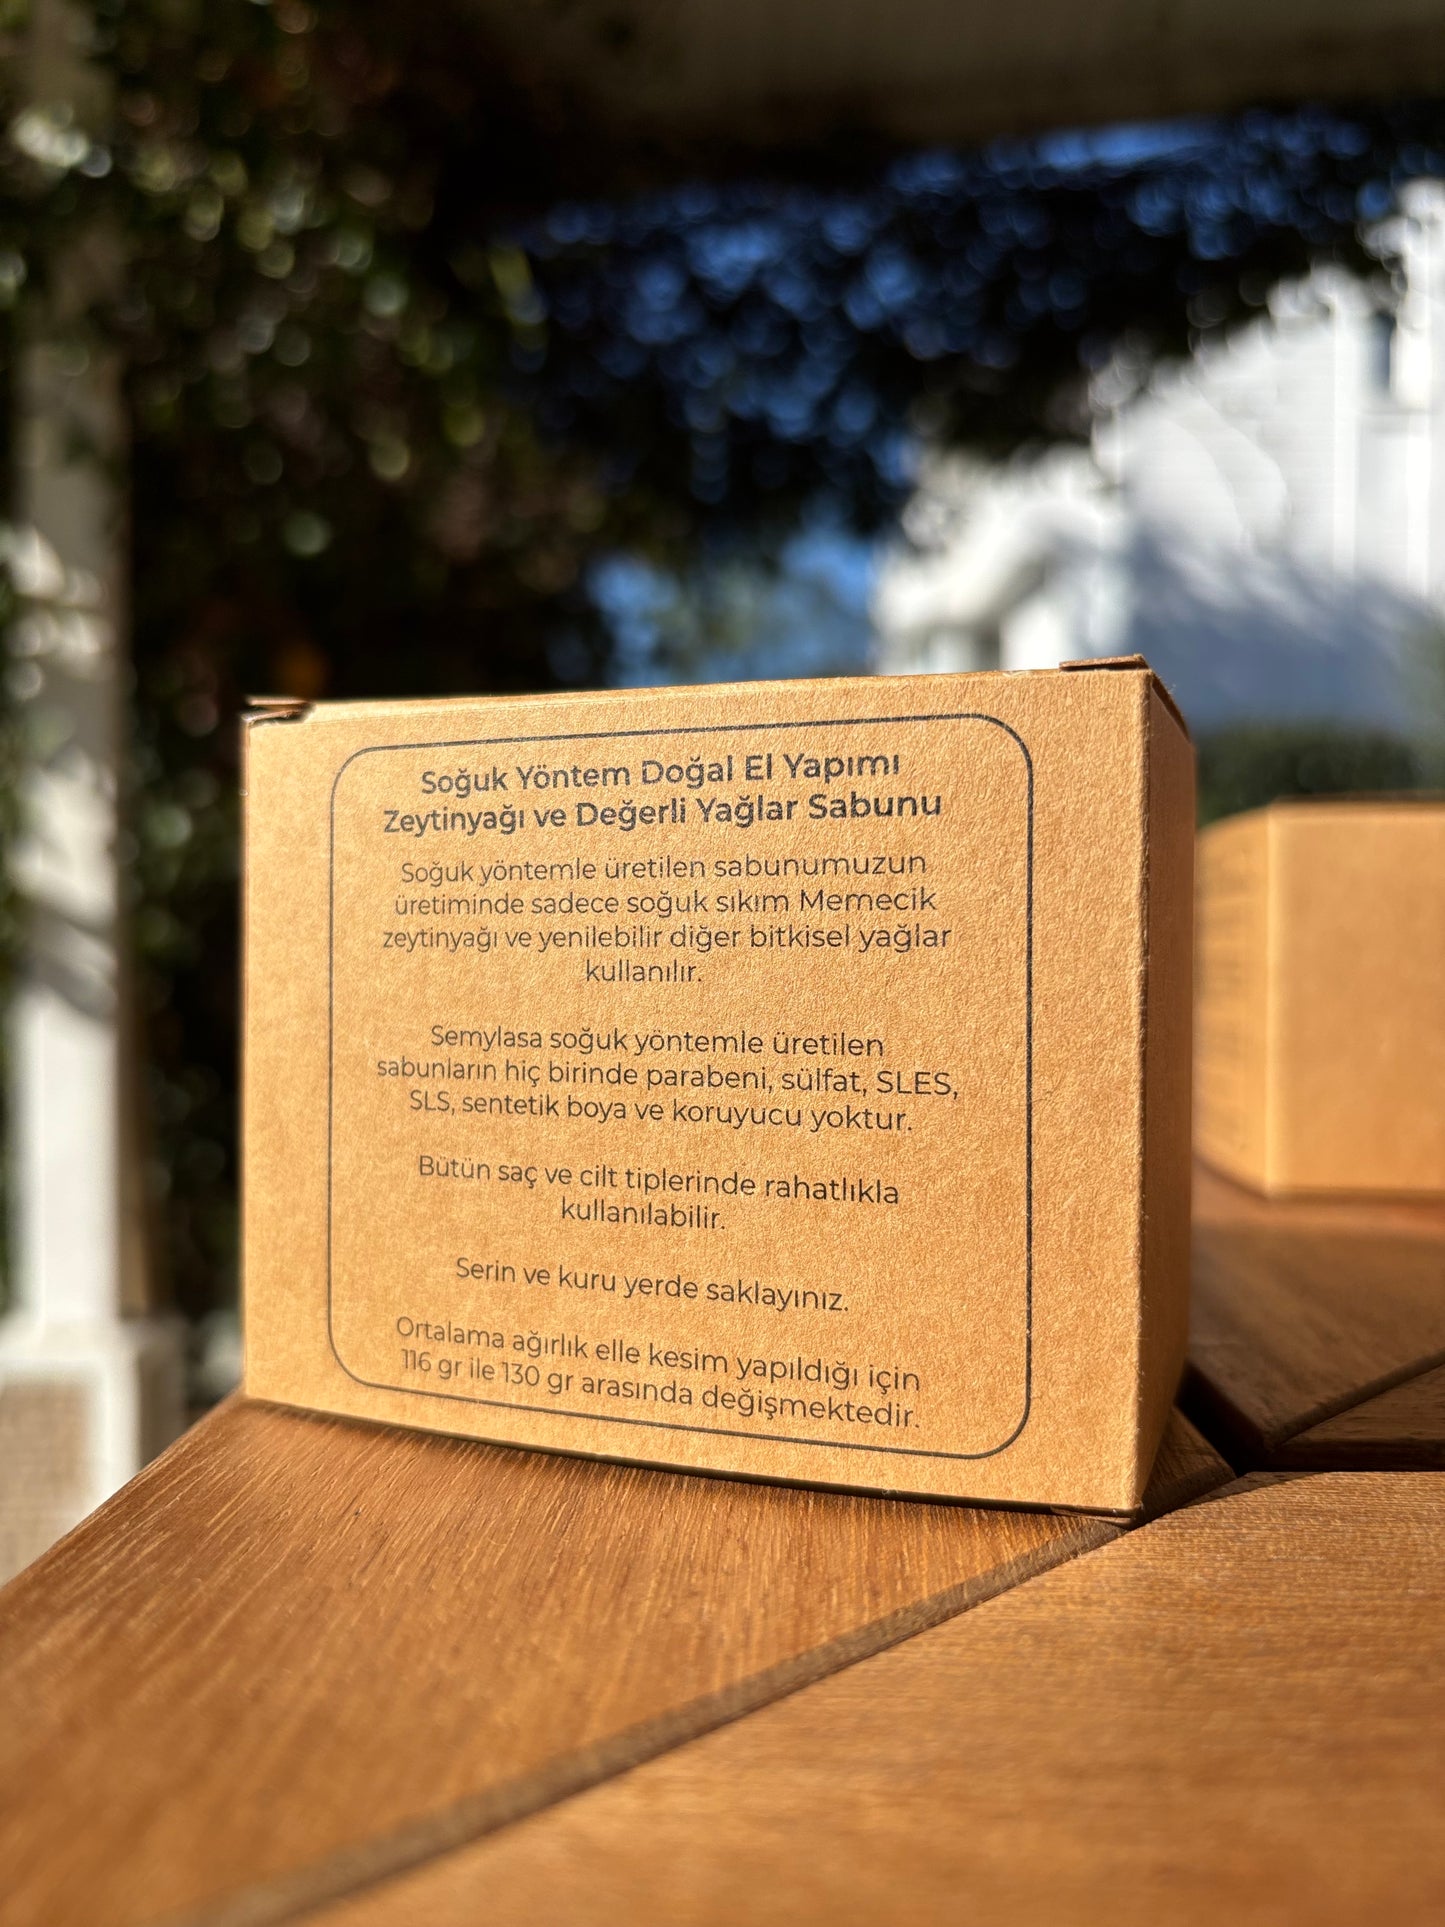 Soğuk Yöntem Doğal El Yapımı
Zeytinyağı ve Değerli Yağlar Sabunu
Soğuk yöntemle üretilen sabunumuzun
üretiminde sadece soğuk sıkım Memecik
zeytinyağı ve yenilebilir diğer bitkisel yağlar
kullanılır.
Semylasa soğuk yöntemle üretilen
sabunların hiç birinde parabeni, sülfat, SLES,
SLS, sentetik boya ve koruyucu yoktur.
Bütün saç ve cilt tiplerinde rahatlıkla
kullanılabilir.
Serin ve kuru yerde saklayınız.
Ortalama ağırlık elle kesim yapıldığı için
116 gr ile 130 gr arasında değişmektedir.